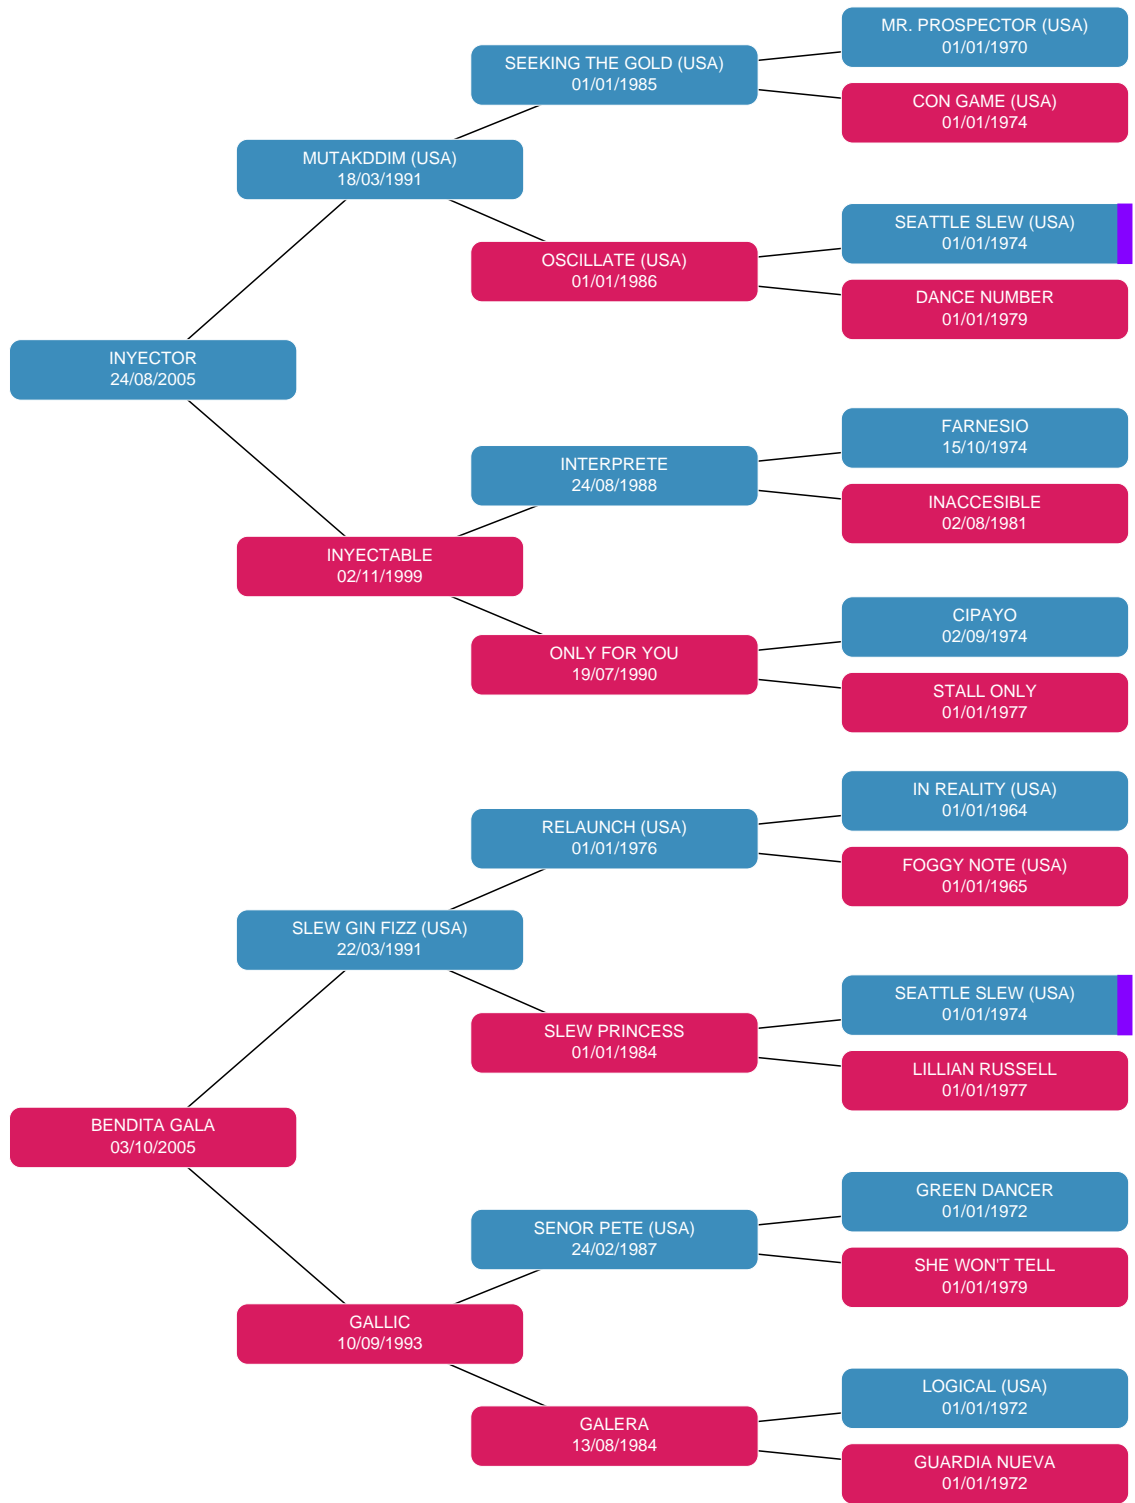 MR. PROSPECTOR (USA)
01/01/1970
SEEKING THE GOLD (USA)
01/01/1985
CON GAME (USA)
01/01/1974
MUTAKDDIM (USA)
18/03/1991
SEATTLE SLEW (USA)
01/01/1974
OSCILLATE (USA)
01/01/1986
DANCE NUMBER
01/01/1979
INYECTOR
24/08/2005
FARNESIO
15/10/1974
INTERPRETE
24/08/1988
INACCESIBLE
02/08/1981
INYECTABLE
02/11/1999
CIPAYO
02/09/1974
ONLY FOR YOU
19/07/1990
STALL ONLY
01/01/1977
IN REALITY (USA)
01/01/1964
RELAUNCH (USA)
01/01/1976
FOGGY NOTE (USA)
01/01/1965
SLEW GIN FIZZ (USA)
22/03/1991
SEATTLE SLEW (USA)
01/01/1974
SLEW PRINCESS
01/01/1984
LILLIAN RUSSELL
01/01/1977
BENDITA GALA
03/10/2005
GREEN DANCER
01/01/1972
SENOR PETE (USA)
24/02/1987
SHE WON'T TELL
01/01/1979
GALLIC
10/09/1993
LOGICAL (USA)
01/01/1972
GALERA
13/08/1984
GUARDIA NUEVA
01/01/1972